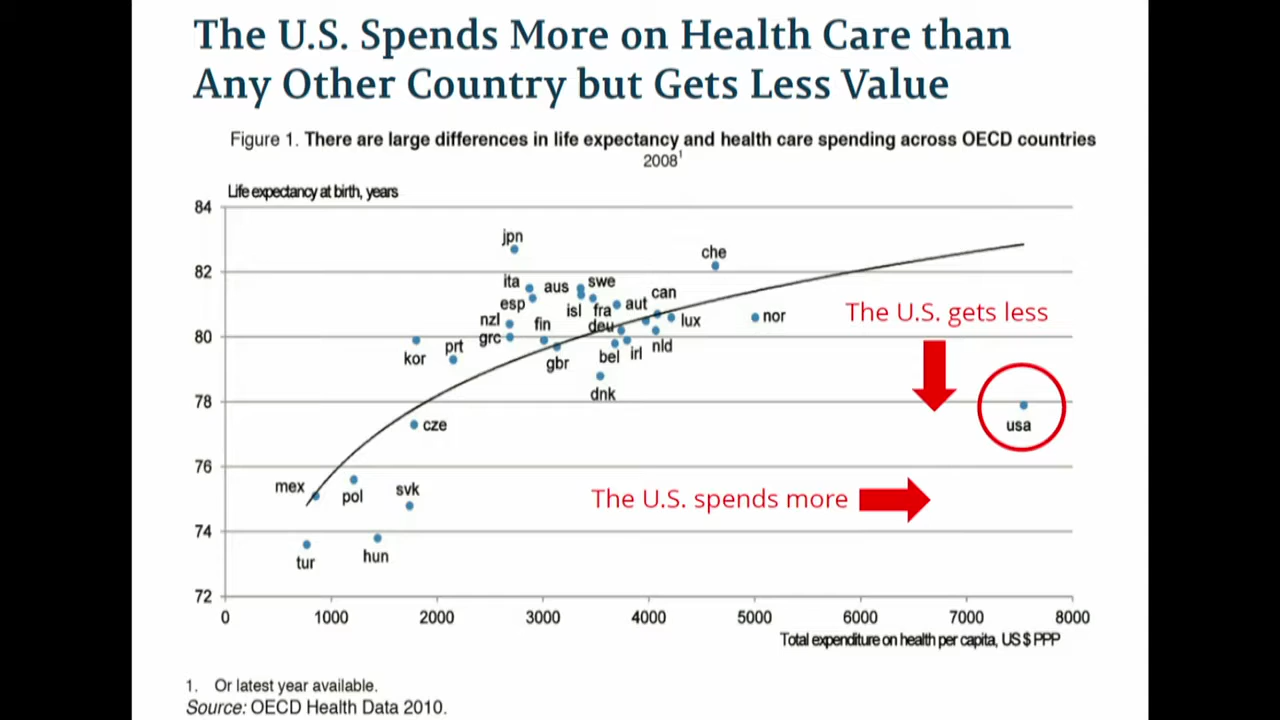 The U.S. Spends More on Health Care than
Any Other Country but Gets Less Value
Figure 1. There are large differences in life expectancy and health care spending across OECD countries
2008¹
Life expectancy at birth, years
84
82
80
78
76
74
72
jpn
che
ita
aus
swe
esp
isl
fra
aut
can
nzl
fin
deu
lux
nor
grc
kor
prt
gbr
bel
irl
nld
dnk
cze
mex
pol
svk
tur
hun
The U.S. gets less
usa
The U.S. spends more
0
1000
2000
3000
4000
5000
6000
7000
8000
Total expenditure on health per capita, US $ PPP
1. Or latest year available.
Source: OECD Health Data 2010.